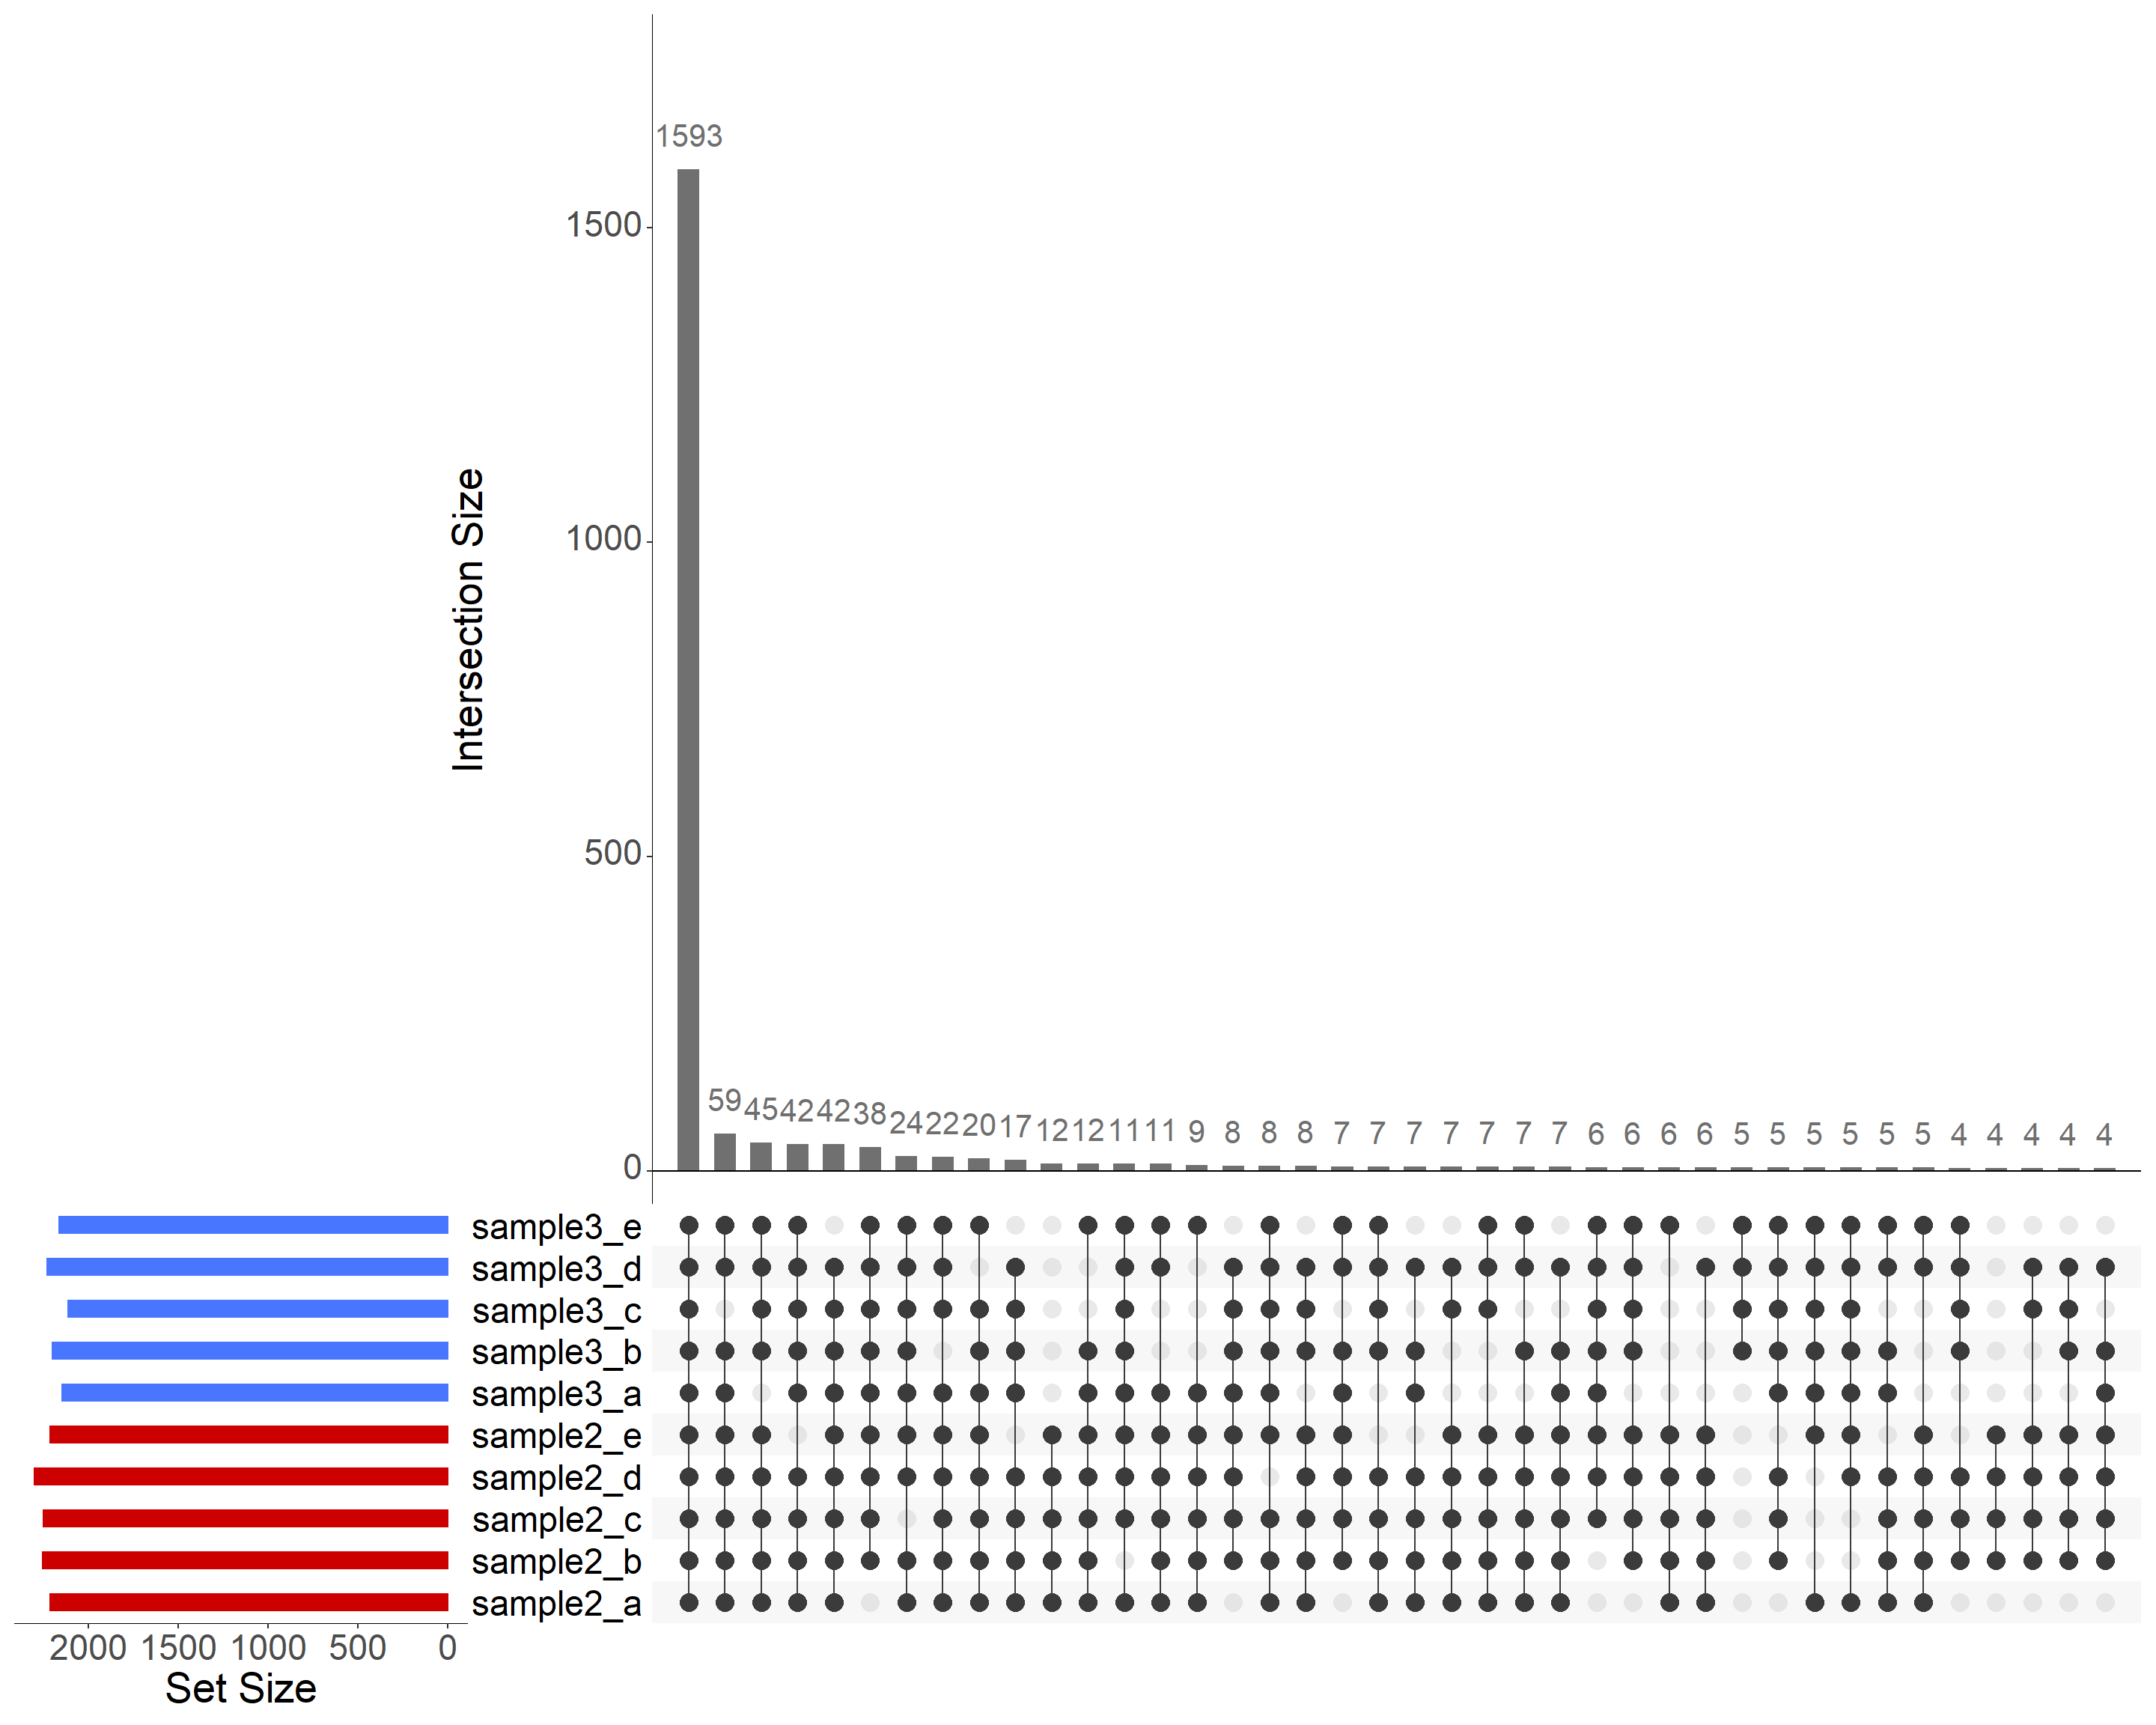 Intersection Size
1593
1500
1000
500
0
59 45 42 42 38 24 22 20 17 12 12 11 11 9 8 8 8 7 7 7 7 7 7 7 6 6 6 6 5 5 5 5 5 5 4 4 4 4 4
sample3_e
sample3_d
sample3_c
sample3_b
sample3_a
sample2_e
sample2_d
sample2_c
sample2_b
sample2_a
2000 1500 1000 500 0
Set Size